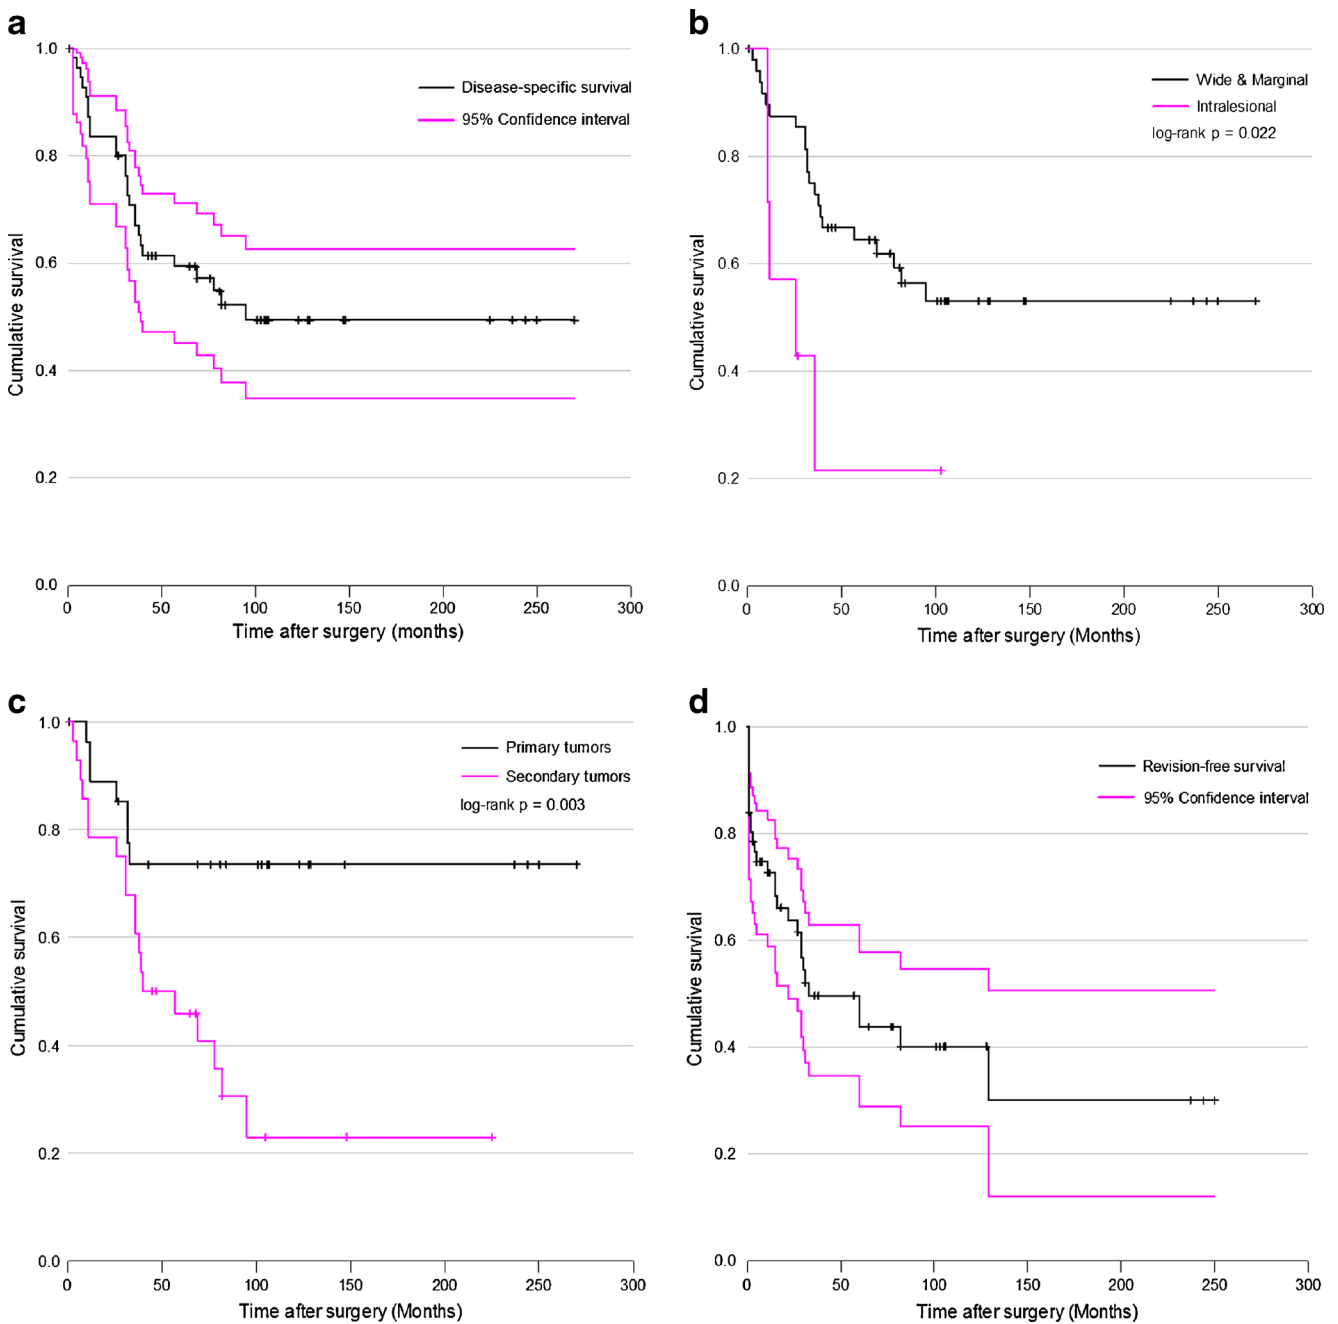 a
1.0
0.8
0.6
0.4
0.2
0.0
Cumulative survival
Disease-specific survival
95% Confidence interval
0 50 100 150 200 250 300
Time after surgery (months)
b
1.0
0.8
0.6
0.4
0.2
0.0
Cumulative survival
Wide & Marginal
Intralesional
log-rank p = 0.022
0 50 100 150 200 250 300
Time after surgery (Months)
c
1.0
0.8
0.6
0.4
0.2
0.0
Cumulative survival
Primary tumors
Secondary tumors
log-rank p = 0.003
0 50 100 150 200 250 300
Time after surgery (Months)
d
1.0
0.8
0.6
0.4
0.2
0.0
Cumulative survival
Revision-free survival
95% Confidence interval
0 50 100 150 200 250 300
Time after surgery (Months)